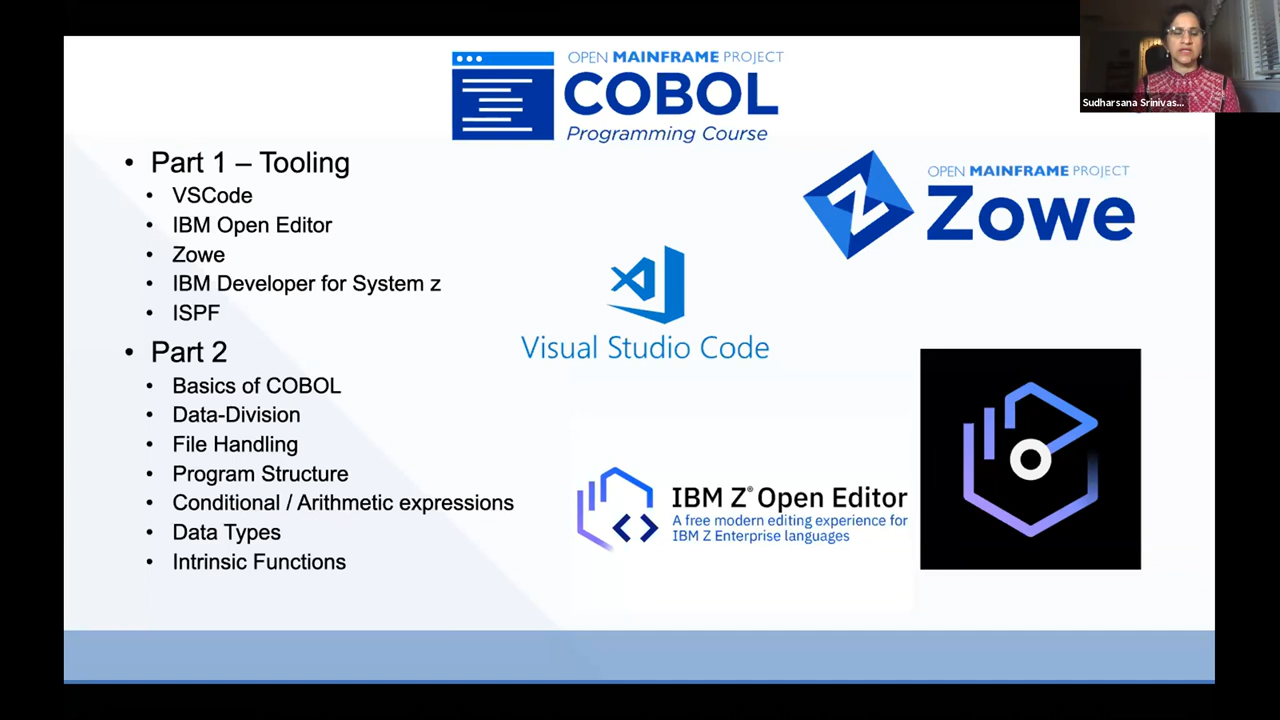 OPEN MAINFRAME PROJECT
COBOL
Programming Course
Sudharsana Srinivas...
• Part 1 – Tooling
• VSCode
• IBM Open Editor
• Zowe
• IBM Developer for System z
• ISPF
• Part 2
• Basics of COBOL
• Data-Division
• File Handling
• Program Structure
• Conditional / Arithmetic expressions
• Data Types
• Intrinsic Functions
OPEN MAINFRAME PROJECT
Zowe
Visual Studio Code
IBM Z® Open Editor
A free modern editing experience for
IBM Z Enterprise languages